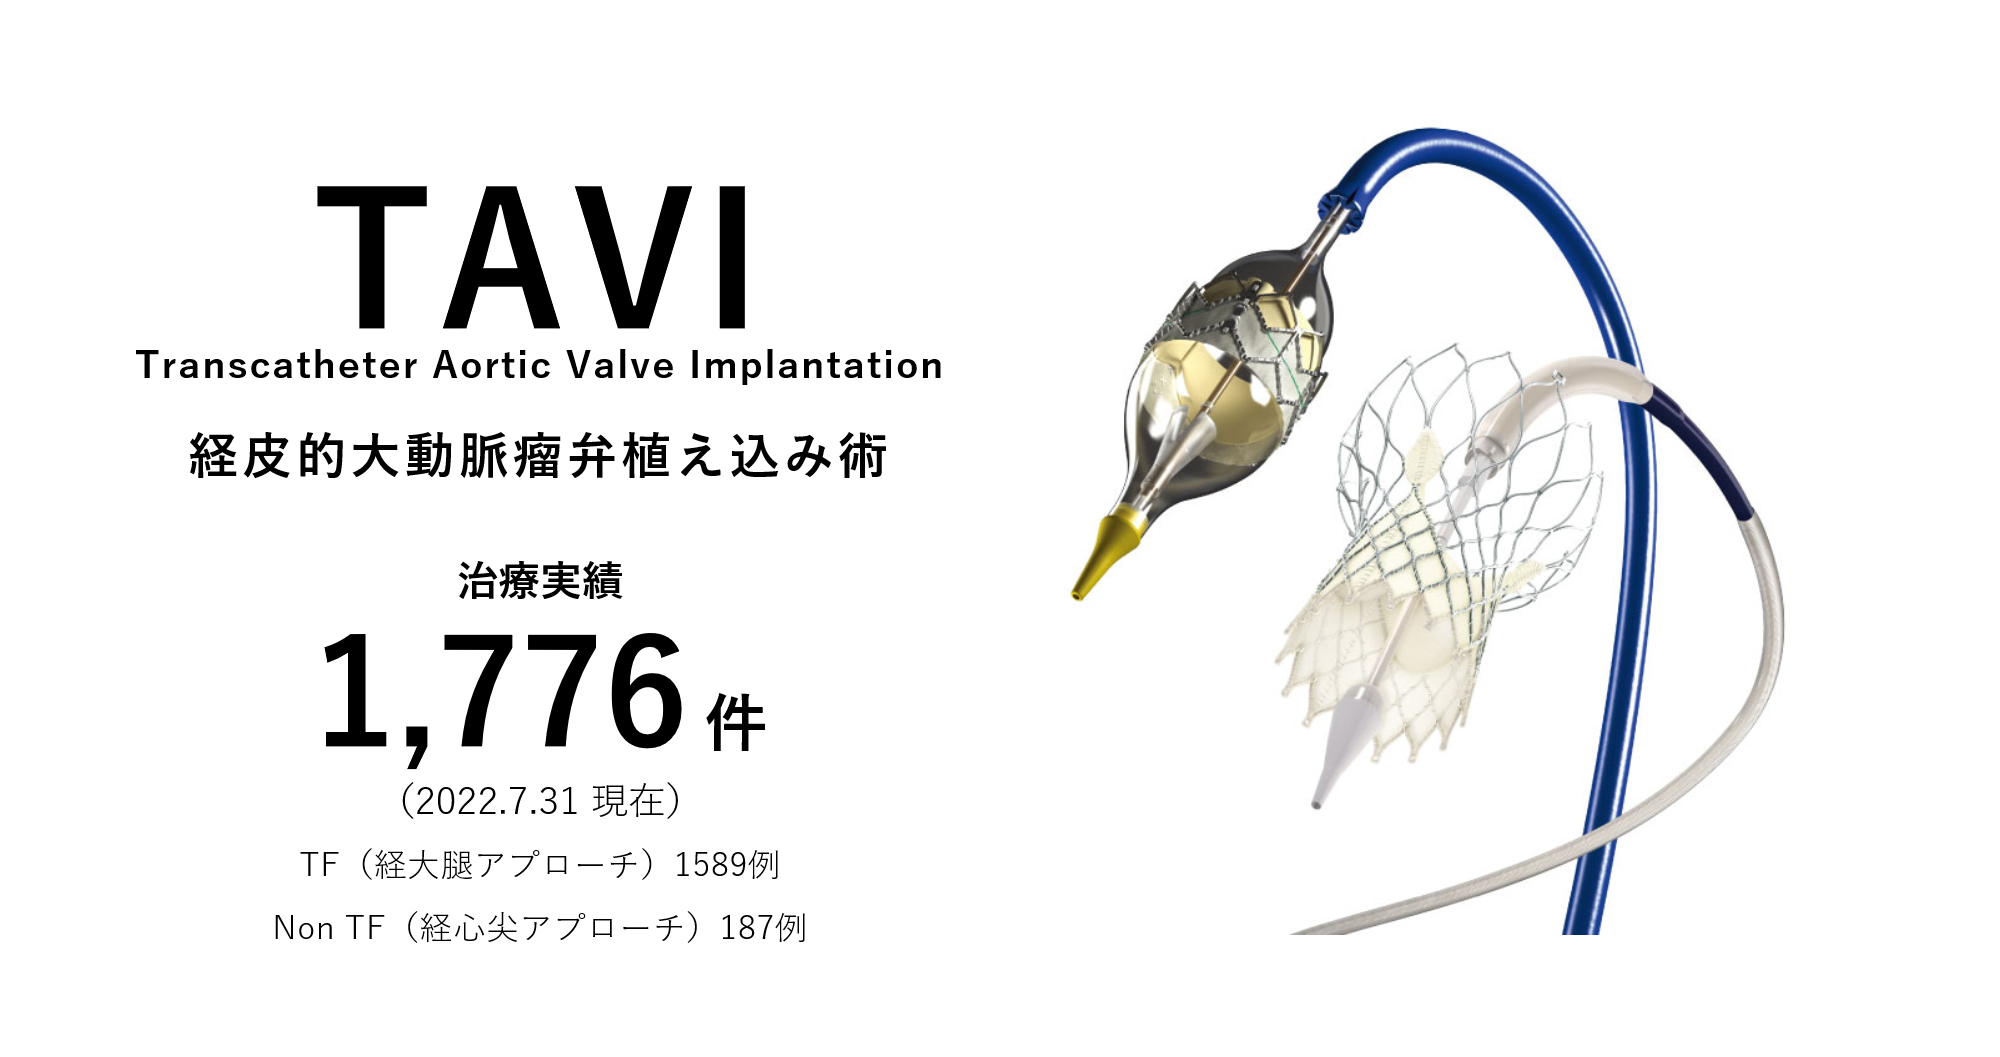 TAVI
Transcatheter Aortic Valve Implantation
経皮的大動脈瘤弁植え込み術
治療実績
1,776 件
（2022.7.31 現在）
TF（経大腿アプローチ）1589例
Non TF（経心尖アプローチ）187例